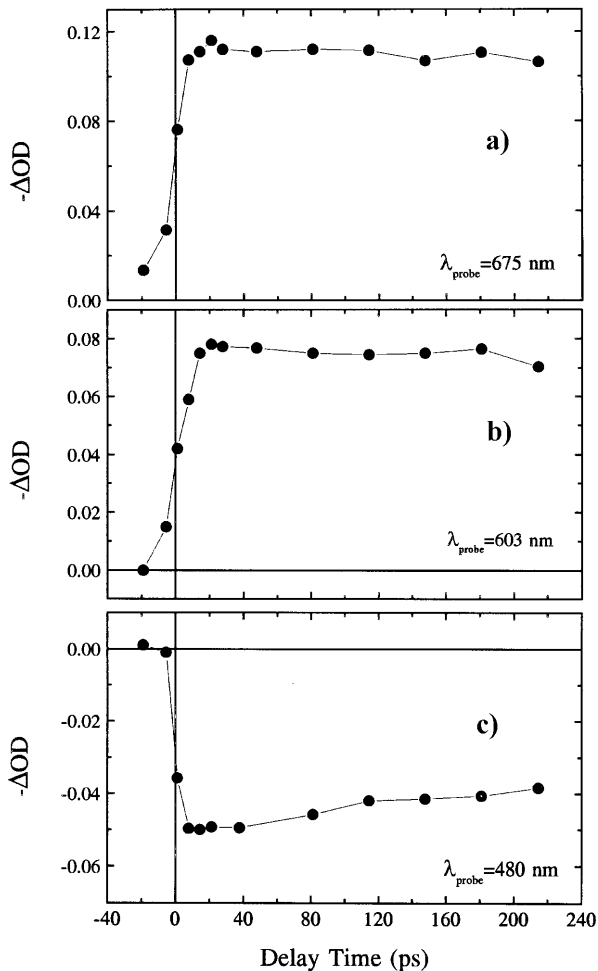 0.12
0.08
0.04
0.00
-ΔOD
a)
λprobe=675 nm
0.08
0.06
0.04
0.02
0.00
-ΔOD
b)
λprobe=603 nm
0.00
-0.02
-0.04
-0.06
-ΔOD
c)
λprobe=480 nm
-40 0 40 80 120 160 200 240
Delay Time (ps)